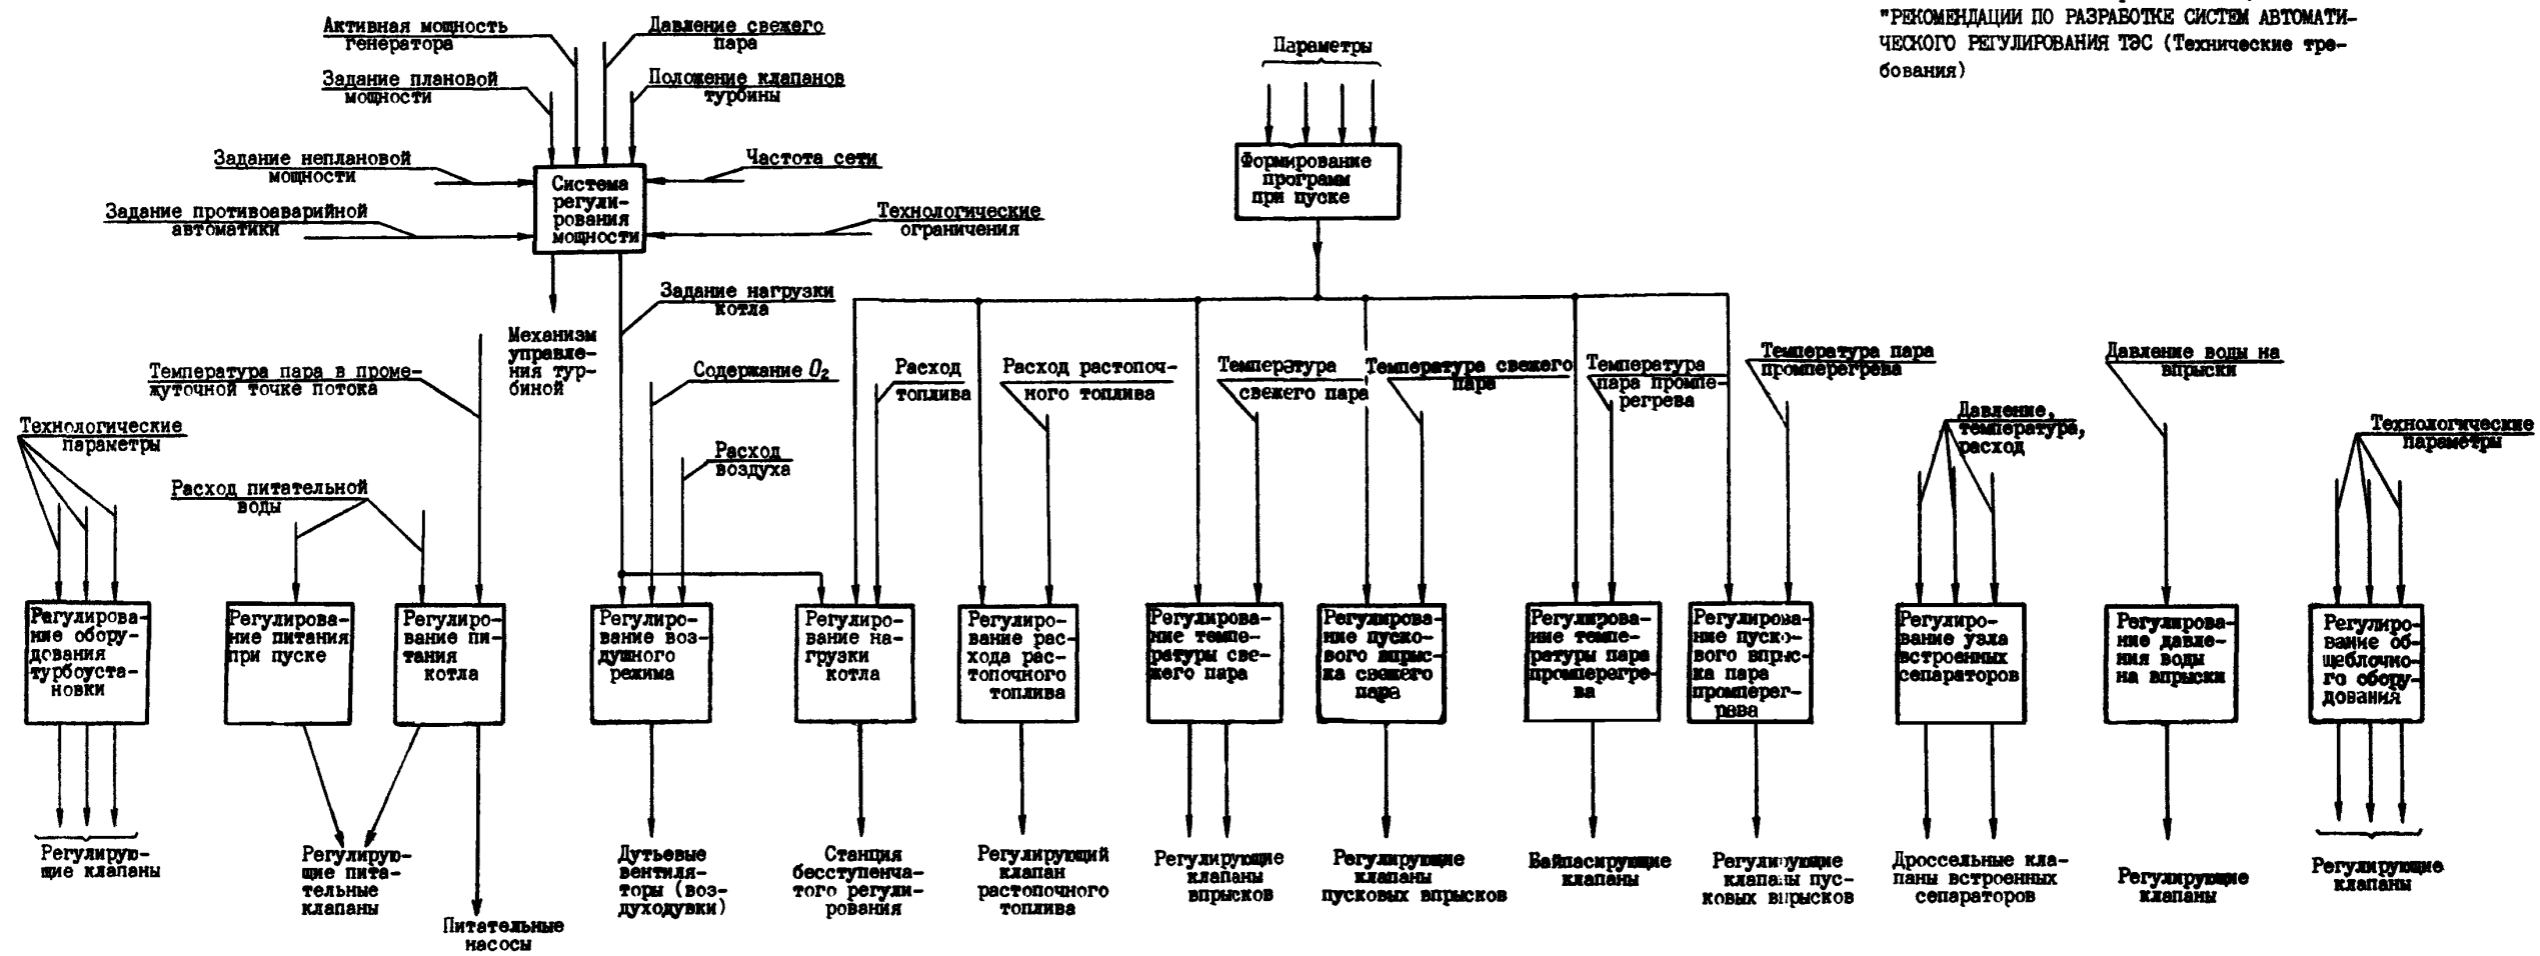 "РЕКОМЕНДАЦИИ ПО РАЗРАБОТКЕ СИСТЕМ АВТОМАТИ-
ЧЕСКОГО РЕГУЛИРОВАНИЯ ТЭС (Технические тре-
бования)
Активная мощность
генератора
Давление свежего
пара
Задание плановой
мощности
Положение клапанов
турбины
Задание неплановой
мощности
Частота сети
Задание противоаварийной
автоматики
Технологические
ограничения
Система
регули-
рования
мощности
Параметры
Формирование
программ
при пуске
Задание нагрузки
котла
Механизм
управле-
ния тур-
биной
Температура пара в проме-
жуточной точке потока
Содержание O₂
Расход
топлива
Расход растопоч-
ного топлива
Температура
свежего пара
Температура свежего
пара
Температура
пара промпе-
регрева
Температура пара
промперегрева
Давление воды на
впрыски
Технологические
параметры
Расход питательной
воды
Расход
воздуха
Давление,
температура,
расход
Технологические
параметры
Регулирова-
ние обору-
дования
турбоуста-
новки
Регулирова-
ние питания
при пуске
Регулиро-
вание пи-
тания
котла
Регулиро-
вание воз-
душного
режима
Регулиро-
вание на-
грузки
котла
Регулиро-
вание рас-
хода рас-
топочного
топлива
Регулирова-
ние темпе-
ратуры све-
жего пара
Регулирова-
ние пуско-
вого впрыс-
ка свежего
пара
Регулирова-
ние темпе-
ратуры пара
промперегре-
ва
Регулирова-
ние пуско-
вого впрыс-
ка пара
промперег-
рева
Регулиро-
вание узла
встроенных
сепараторов
Регулирова-
ние давле-
ния воды
на впрыски
Регулиро-
вание об-
щеблочно-
го обору-
дования
Регулирую-
щие клапаны
Регулирую-
щие пита-
тельные
клапаны
Питательные
насосы
Дутьевые
вентиля-
торы (воз-
духодувки)
Станция
бесступенча-
того регули-
рования
Регулирующий
клапан
растопочного
топлива
Регулирующие
клапаны
впрысков
Регулирующие
клапаны
пусковых впрысков
Байпасирующие
клапаны
Регулирующие
клапаны пус-
ковых впрысков
Дроссельные кла-
паны встроенных
сепараторов
Регулирующие
клапаны
Регулирующие
клапаны